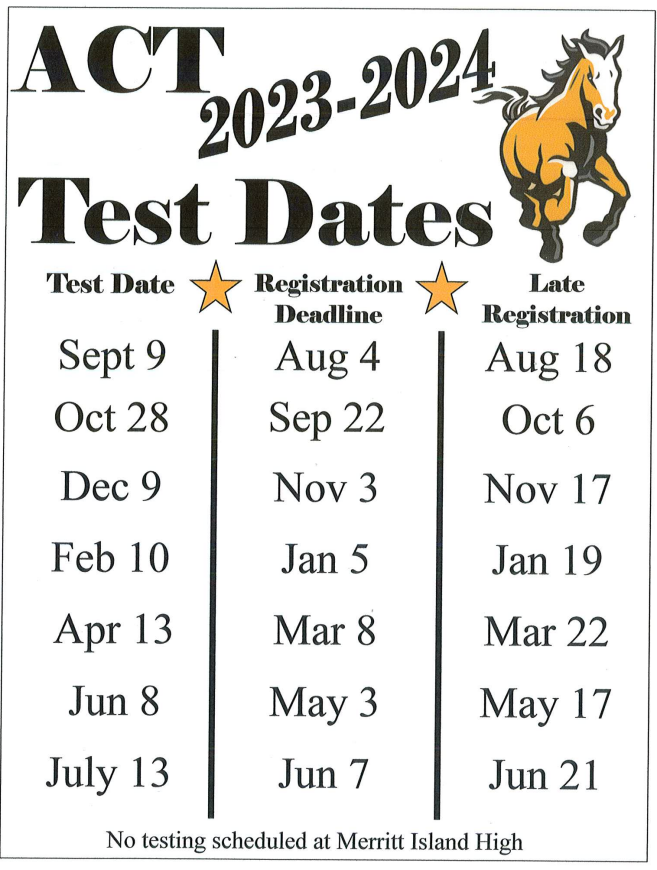 ACT
2023-2024
Test Dates
Test Date Registration Deadline Late Registration
Sept 9 Aug 4 Aug 18
Oct 28 Sep 22 Oct 6
Dec 9 Nov 3 Nov 17
Feb 10 Jan 5 Jan 19
Apr 13 Mar 8 Mar 22
Jun 8 May 3 May 17
July 13 Jun 7 Jun 21
No testing scheduled at Merritt Island High